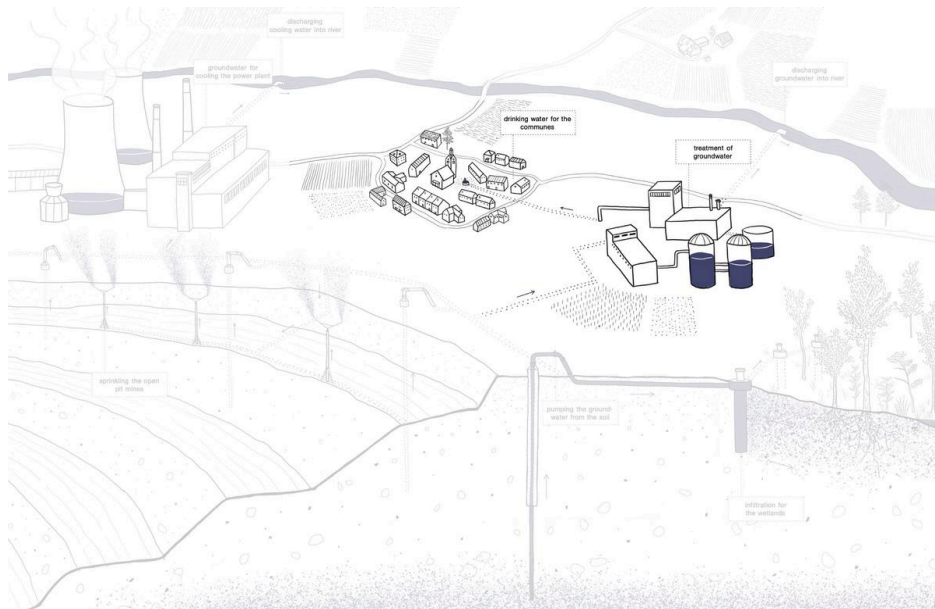 discharging
cooling water into river
groundwater for
cooling the power plant
discharging
groundwater into river
drinking water for the
communes
treatment of
groundwater
sprinkling the open
pit mines
pumping the ground-
water from the soil
infiltration for
the wetlands